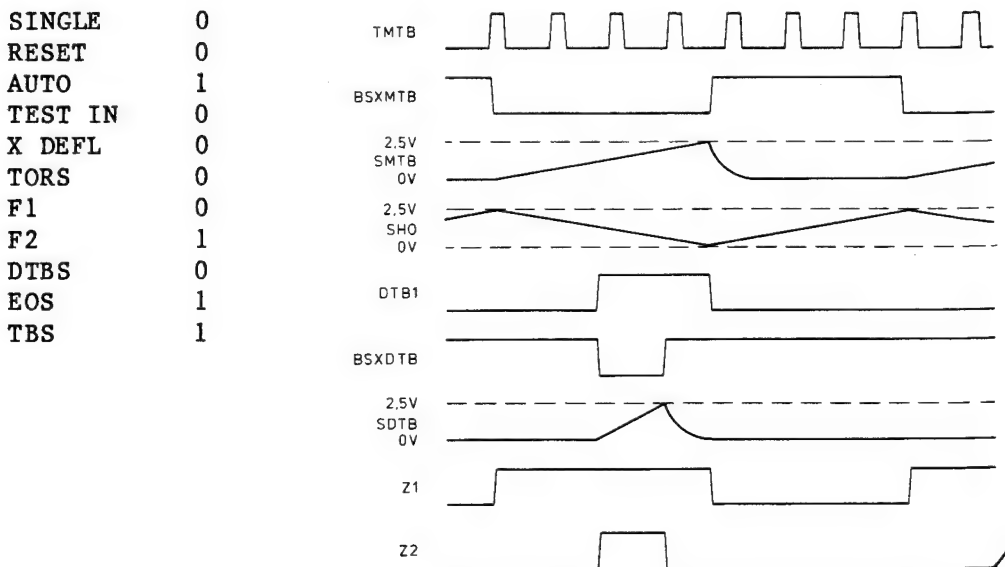 SINGLE 0
RESET 0
AUTO 1
TEST IN 0
X DEFL 0
TORS 0
F1 0
F2 1
DTBS 0
EOS 1
TBS 1
TMTB
BSXMTB
2.5V
SMTB
0V
2.5V
SHO
0V
DTB1
BSXDTB
2.5V
SDTB
0V
Z1
Z2